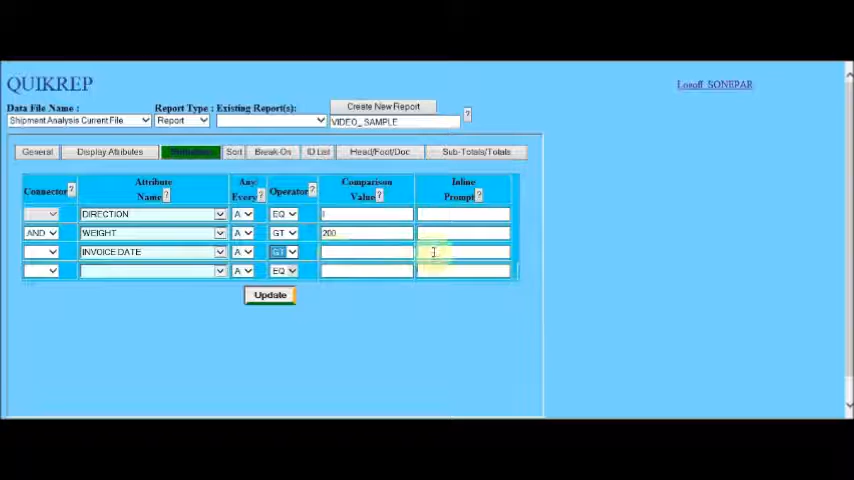 QUIKREP
Logoff SONEPAR
Data File Name :
Report Type :
Existing Report(s):
Create New Report
?
Shipment Analysis Current File
Report
VIDEO_SAMPLE
General
Display Attributes
Sort
Break-On
ID List
Head/Foot/Doc
Sub-Totals/Totals
Connector ?
Attribute Name ?
Any Every ?
Operator ?
Comparison Value ?
Inline Prompt ?
DIRECTION A EQ I
AND WEIGHT A GT 200
INVOICE DATE A GT
A EQ
Update